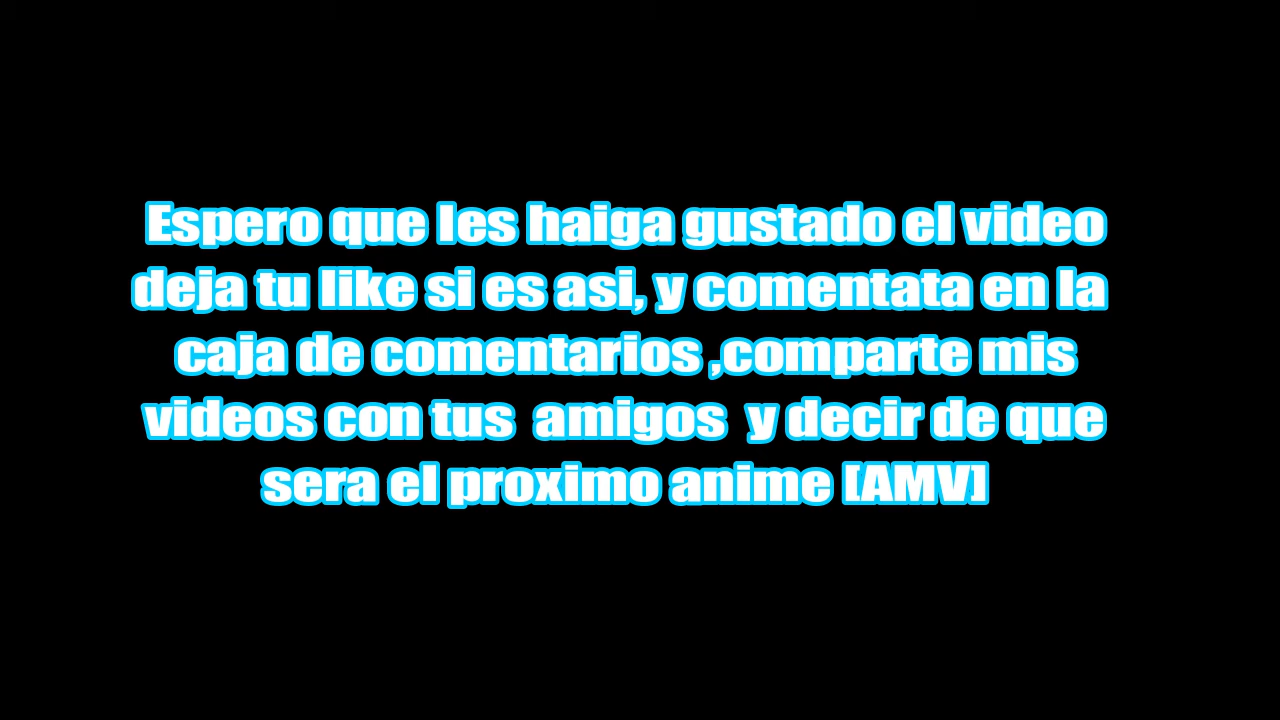 Espero que les haiga gustado el video
deja tu like si es asi, y comentata en la
caja de comentarios ,comparte mis
videos con tus  amigos  y decir de que
sera el proximo anime [AMV]